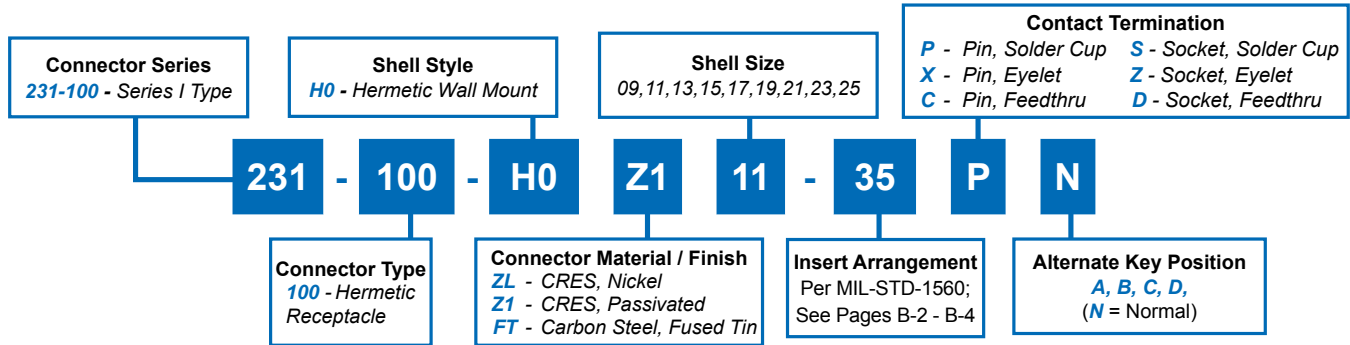 Connector Series
231-100 - Series I Type
Shell Style
H0 - Hermetic Wall Mount
Shell Size
09,11,13,15,17,19,21,23,25
Contact Termination
P - Pin, Solder Cup S - Socket, Solder Cup
X - Pin, Eyelet Z - Socket, Eyelet
C - Pin, Feedthru D - Socket, Feedthru
231 - 100 - H0 Z1 11 - 35 P N
Connector Type
100 - Hermetic
Receptacle
Connector Material / Finish
ZL - CRES, Nickel
Z1 - CRES, Passivated
FT - Carbon Steel, Fused Tin
Insert Arrangement
Per MIL-STD-1560;
See Pages B-2 - B-4
Alternate Key Position
A, B, C, D,
(N = Normal)